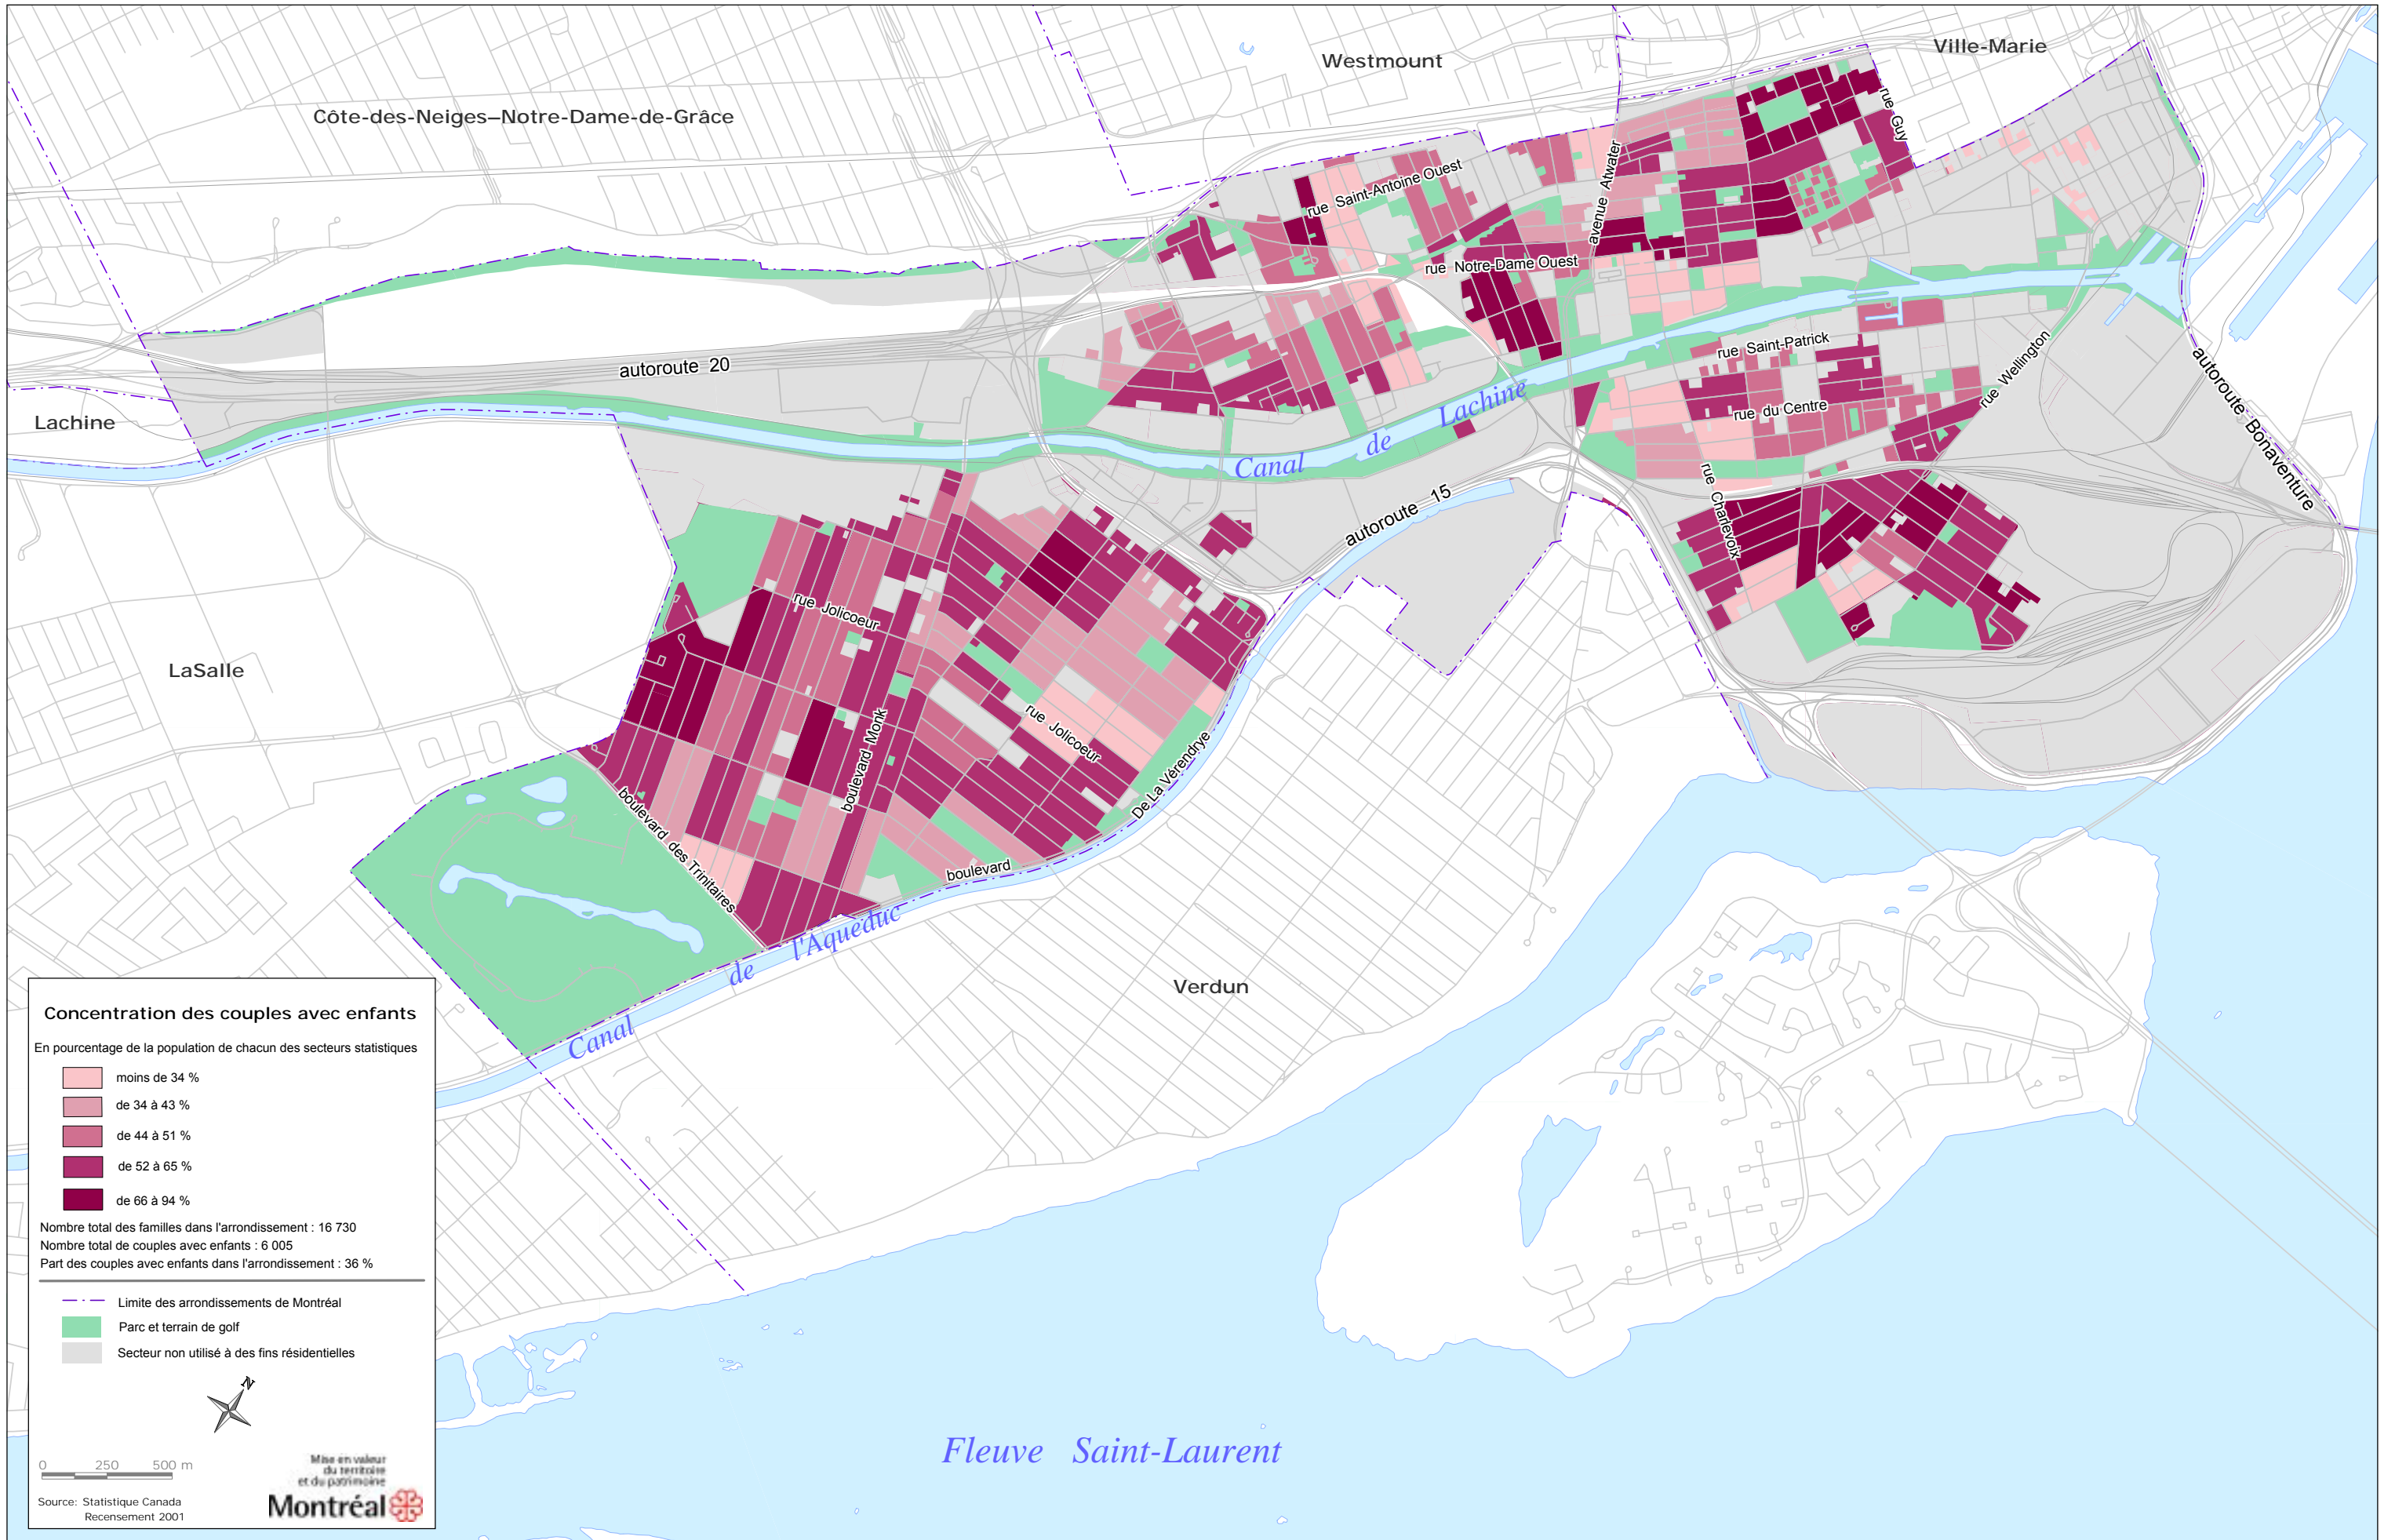 Westmount
Ville-Marie
Côte-des-Neiges–Notre-Dame-de-Grâce
rue Guy
rue Saint-Antoine Ouest
avenue Atwater
rue Notre-Dame Ouest
autoroute 20
rue Saint-Patrick
rue Wellington
autoroute Bonaventure
Lachine
Canal de Lachine
rue du Centre
autoroute 15
rue Charlevoix
rue Jolicoeur
LaSalle
boulevard Monk
rue Jolicoeur
boulevard De La Vérendrye
boulevard des Trinitaires
Canal de l'Aqueduc
Verdun
Fleuve Saint-Laurent
Concentration des couples avec enfants
En pourcentage de la population de chacun des secteurs statistiques
moins de 34 %
de 34 à 43 %
de 44 à 51 %
de 52 à 65 %
de 66 à 94 %
Nombre total des familles dans l'arrondissement : 16 730
Nombre total de couples avec enfants : 6 005
Part des couples avec enfants dans l'arrondissement : 36 %
Limite des arrondissements de Montréal
Parc et terrain de golf
Secteur non utilisé à des fins résidentielles
N
0 250 500 m
Mise en valeur
du territoire
et du patrimoine
Montréal
Source: Statistique Canada
Recensement 2001